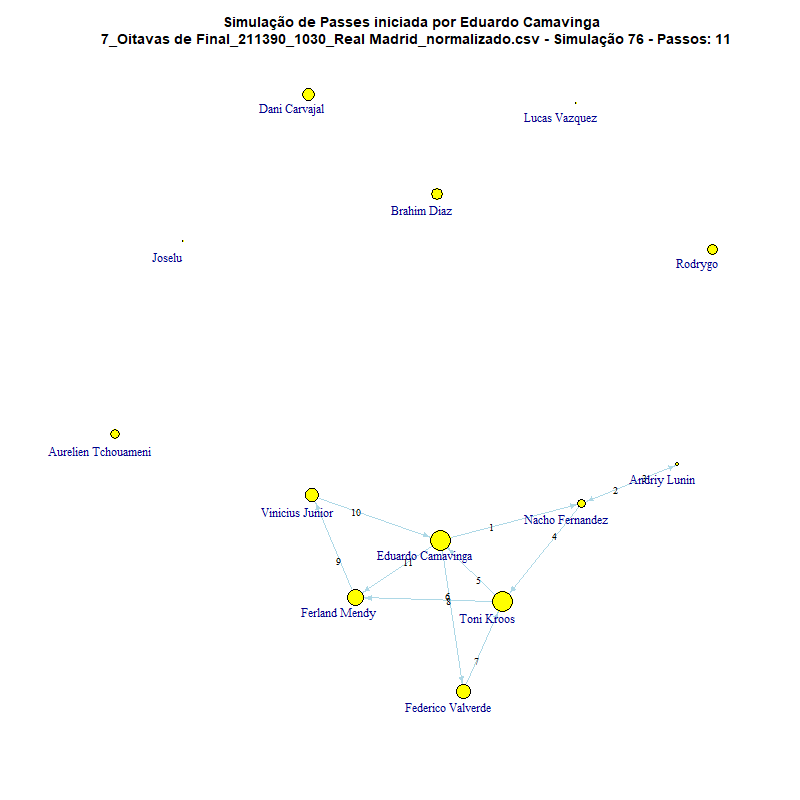 Simulação de Passes iniciada por Eduardo Camavinga
7_Oitavas de Final_211390_1030_Real Madrid_normalizado.csv - Simulação 76 - Passos: 11
Dani Carvajal
Lucas Vazquez
Brahim Diaz
Joselu
Rodrygo
Aurelien Tchouameni
Andriy Lunin
2
Vinicius Junior
10
Nacho Fernandez
1
4
Eduardo Camavinga
9
11
5
8
Ferland Mendy
Toni Kroos
7
Federico Valverde